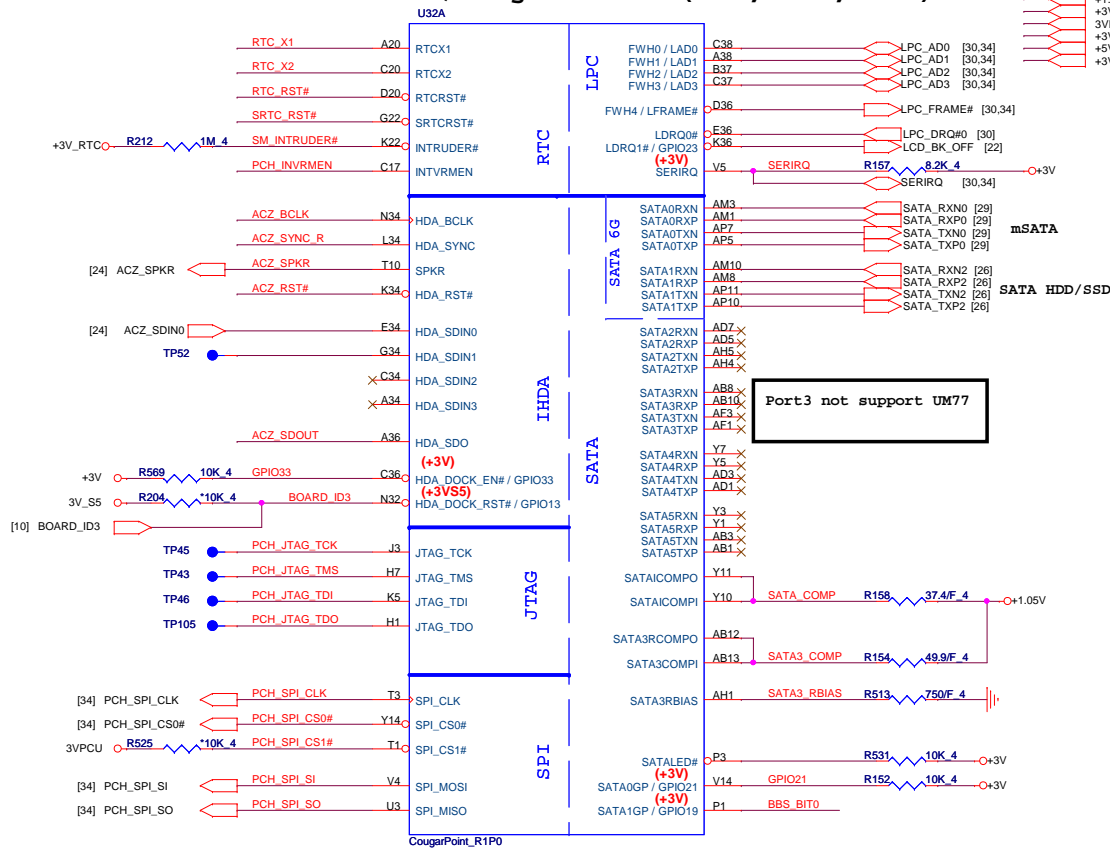 U32A
RTC_X1 A20 RTCX1
RTC_X2 C20 RTCX2
RTC_RST# D20 RTCRST#
SRTC_RST# G22 SRTCRST#
+3V_RTC R212 1M_4 SM_INTRUDER# K22 INTRUDER#
PCH_INVRMEN C17 INTVRMEN
RTC
LPC
FWH0 / LAD0 C38 LPC_AD0 [30,34]
FWH1 / LAD1 A38 LPC_AD1 [30,34]
FWH2 / LAD2 B37 LPC_AD2 [30,34]
FWH3 / LAD3 C37 LPC_AD3 [30,34]
FWH4 / LFRAME# D36 LPC_FRAME# [30,34]
LDRQ0# E36 LPC_DRQ#0 [30]
LDRQ1# / GPIO23 K36 LCD_BK_OFF [22]
(+3V)
SERIRQ V5 SERIRQ R157 8.2K_4 +3V
SERIRQ [30,34]
ACZ_BCLK N34 HDA_BCLK
ACZ_SYNC_R L34 HDA_SYNC
[24] ACZ_SPKR ACZ_SPKR T10 SPKR
ACZ_RST# K34 HDA_RST#
[24] ACZ_SDIN0 E34 HDA_SDIN0
TP52 G34 HDA_SDIN1
C34 HDA_SDIN2
A34 HDA_SDIN3
ACZ_SDOUT A36 HDA_SDO
(+3V)
+3V R569 10K_4 GPIO33 C36 HDA_DOCK_EN# / GPIO33
(+3VS5)
3V_S5 R204 *10K_4 BOARD_ID3 N32 HDA_DOCK_RST# / GPIO13
[10] BOARD_ID3
IHDA
SATA 6G
SATA0RXN AM3 SATA_RXN0 [29]
SATA0RXP AM1 SATA_RXP0 [29]
SATA0TXN AP7 SATA_TXN0 [29]
SATA0TXP AP5 SATA_TXP0 [29]
mSATA
SATA1RXN AM10 SATA_RXN2 [26]
SATA1RXP AM8 SATA_RXP2 [26]
SATA1TXN AP11 SATA_TXN2 [26]
SATA1TXP AP10 SATA_TXP2 [26]
SATA HDD/SSD
SATA
SATA2RXN AD7
SATA2RXP AD5
SATA2TXN AH5
SATA2TXP AH4
SATA3RXN AB8
SATA3RXP AB10
SATA3TXN AF3
SATA3TXP AF1
Port3 not support UM77
SATA4RXN Y7
SATA4RXP Y5
SATA4TXN AD3
SATA4TXP AD1
SATA5RXN Y3
SATA5RXP Y1
SATA5TXN AB3
SATA5TXP AB1
TP45 PCH_JTAG_TCK J3 JTAG_TCK
TP43 PCH_JTAG_TMS H7 JTAG_TMS
TP46 PCH_JTAG_TDI K5 JTAG_TDI
TP105 PCH_JTAG_TDO H1 JTAG_TDO
JTAG
SATAICOMPO Y11
SATAICOMPI Y10 SATA_COMP R158 37.4/F_4 +1.05V
SATA3RCOMPO AB12
SATA3COMPI AB13 SATA3_COMP R154 49.9/F_4
SATA3RBIAS AH1 SATA3_RBIAS R513 750/F_4
[34] PCH_SPI_CLK PCH_SPI_CLK T3 SPI_CLK
[34] PCH_SPI_CS0# PCH_SPI_CS0# Y14 SPI_CS0#
3VPCU R525 *10K_4 PCH_SPI_CS1# T1 SPI_CS1#
[34] PCH_SPI_SI PCH_SPI_SI V4 SPI_MOSI
[34] PCH_SPI_SO PCH_SPI_SO U3 SPI_MISO
SPI
SATALED# P3 R531 10K_4 +3V
(+3V)
SATA0GP / GPIO21 V14 GPIO21 R152 10K_4 +3V
(+3V)
SATA1GP / GPIO19 P1 BBS_BIT0
CougarPoint_R1P0